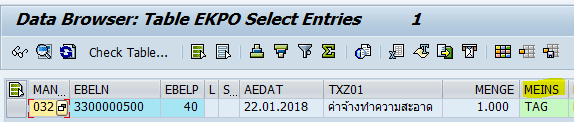 Data Browser: Table EKPO Select Entries 1
Check Table...
MAN... EBELN EBELP L S... AEDAT TXZ01 MENGE MEINS
032 3300000500 40 22.01.2018 ค่าจ้างทำความสะอาด 1.000 TAG